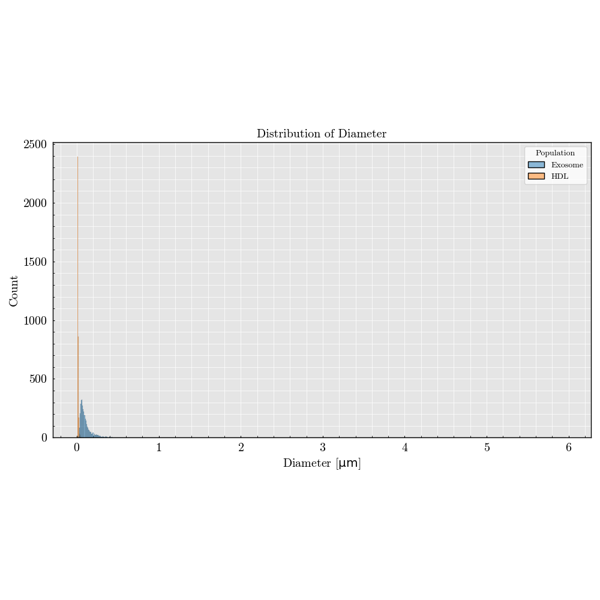 Distribution of Diameter
2500
2000
1500
1000
500
0
Count
Population
Exosome
HDL
0 1 2 3 4 5 6
Diameter [μm]